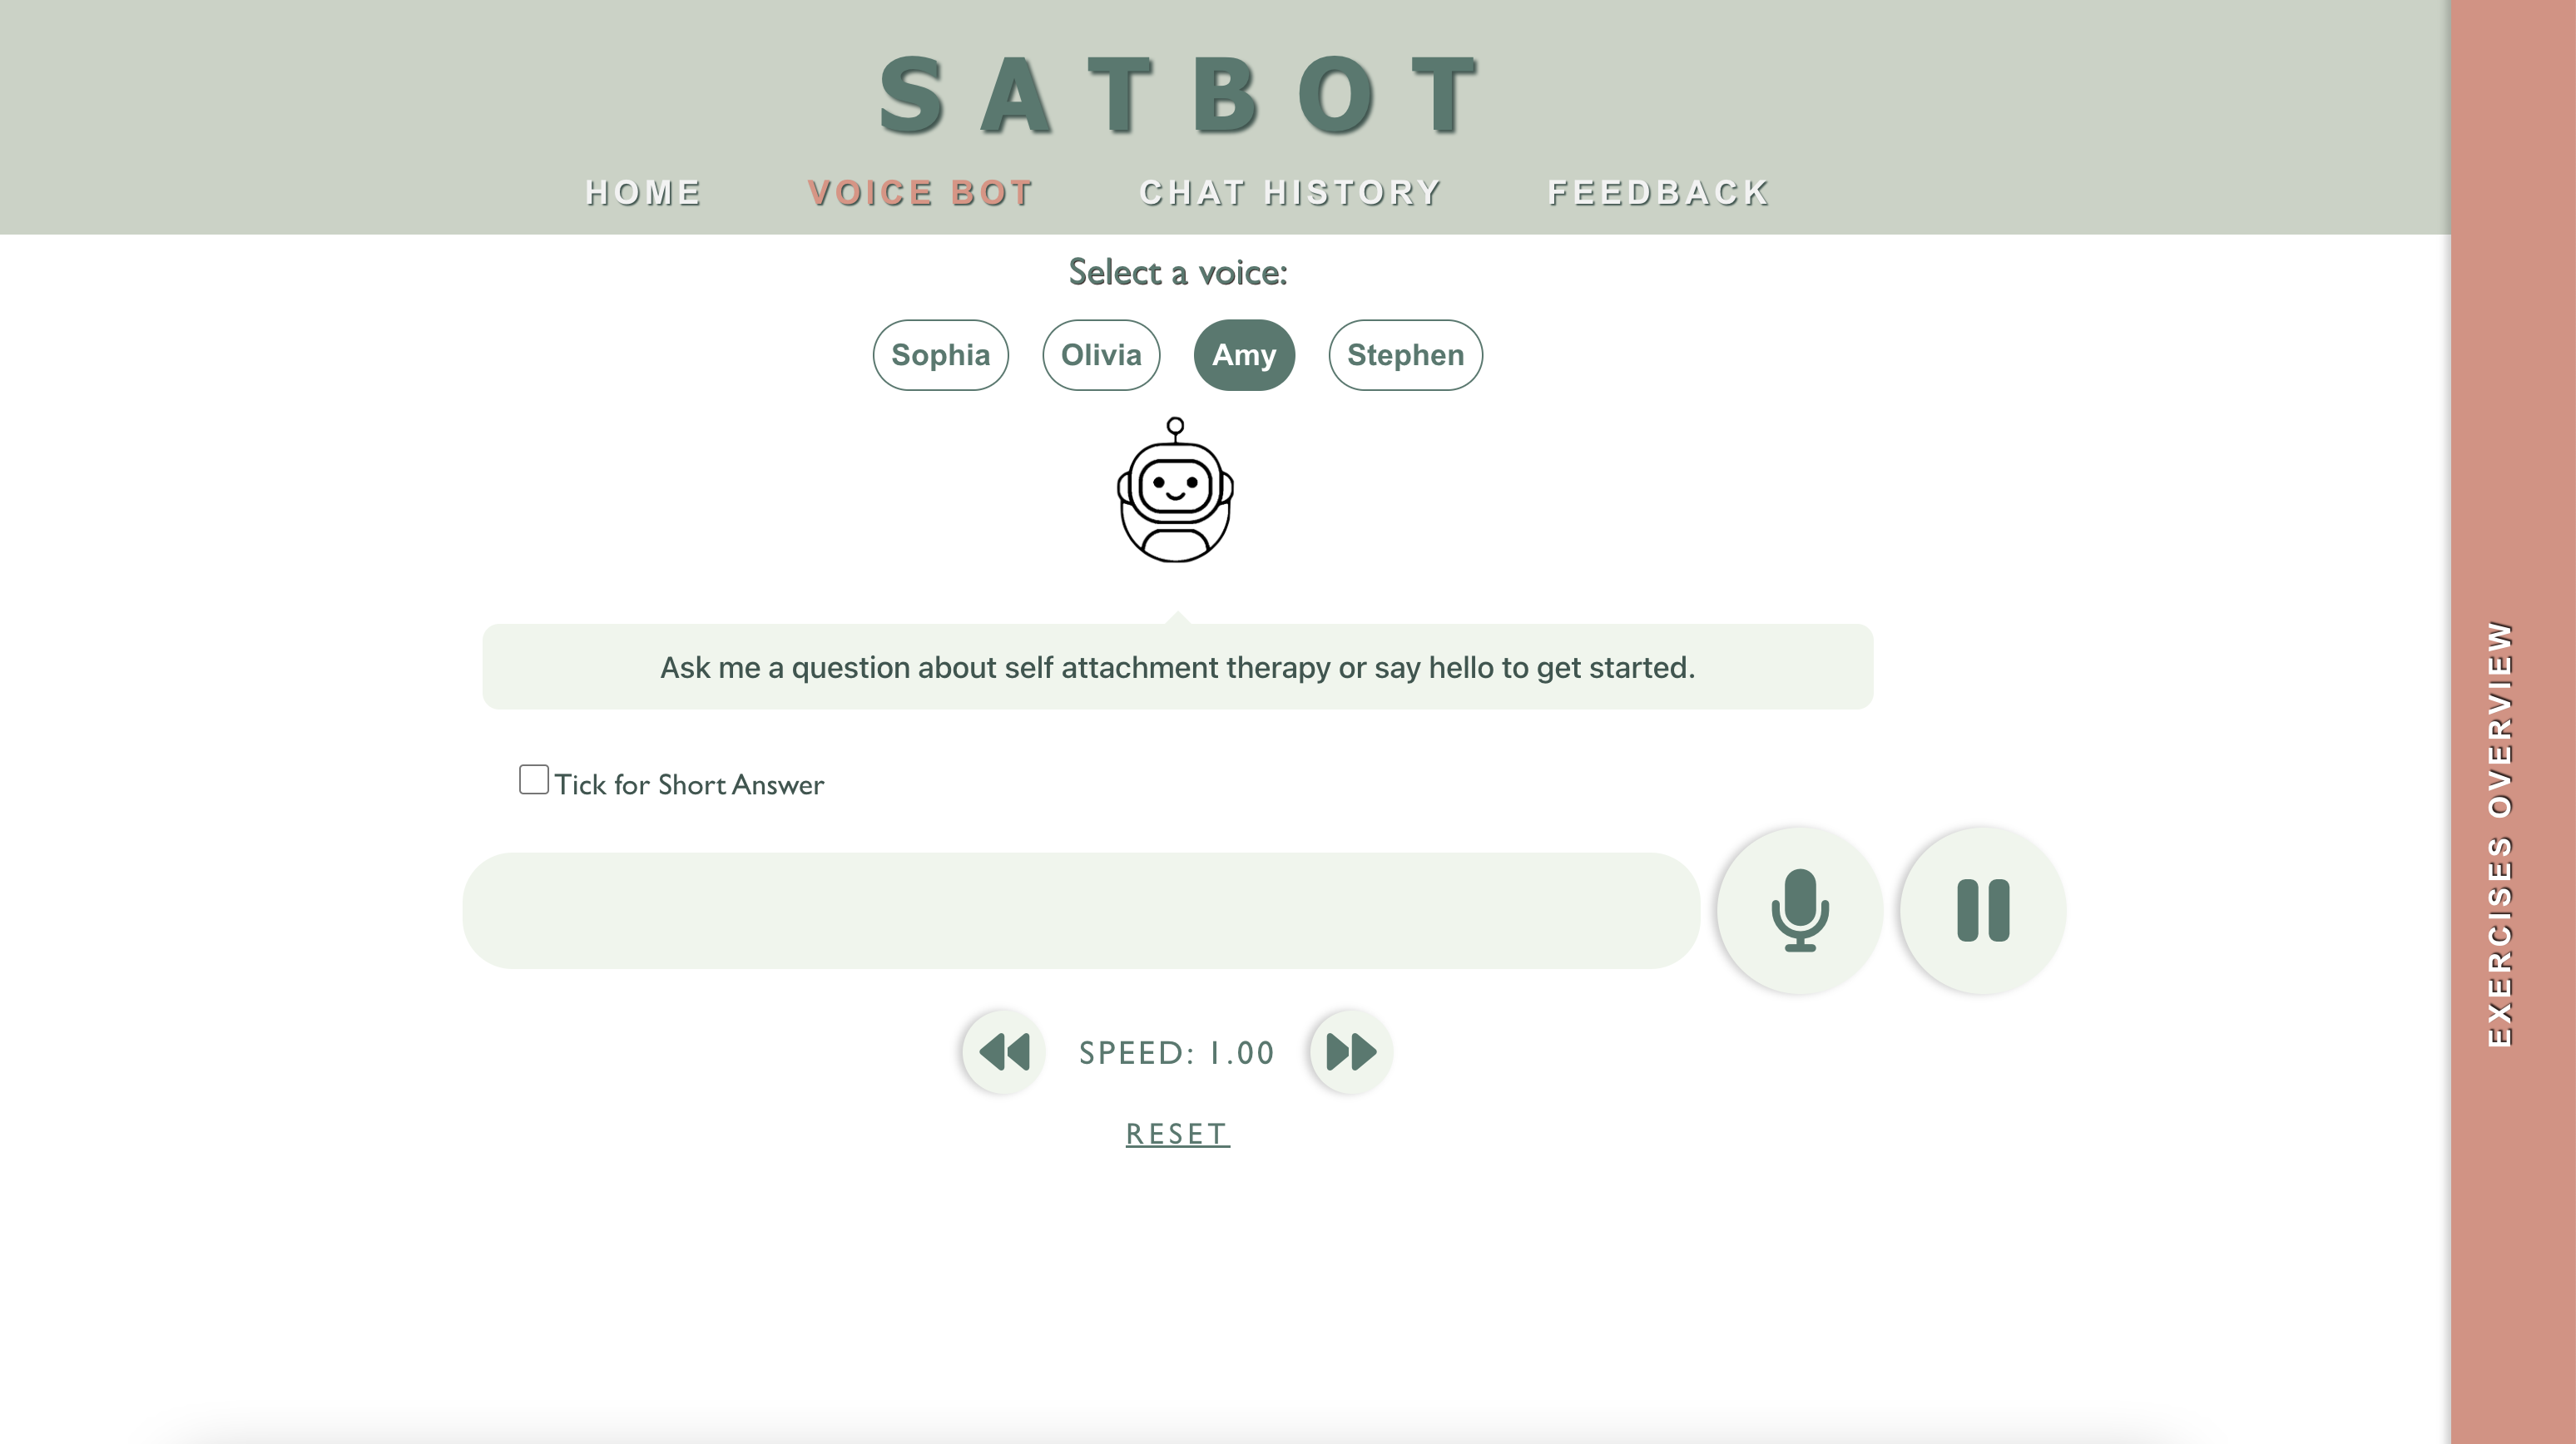 SATBOT
HOME VOICE BOT CHAT HISTORY FEEDBACK
Select a voice:
Sophia Olivia Amy Stephen
Ask me a question about self attachment therapy or say hello to get started.
Tick for Short Answer
SPEED: 1.00
RESET
EXERCISES OVERVIEW